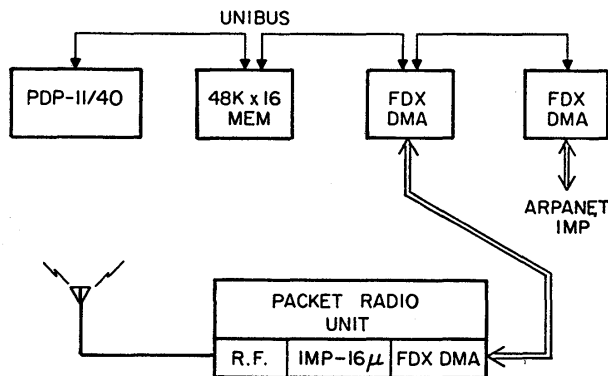 UNIBUS
PDP-11/40
48K x 16
MEM
FDX
DMA
FDX
DMA
ARPANET
IMP
PACKET RADIO
UNIT
R.F.
IMP-16μ
FDX DMA